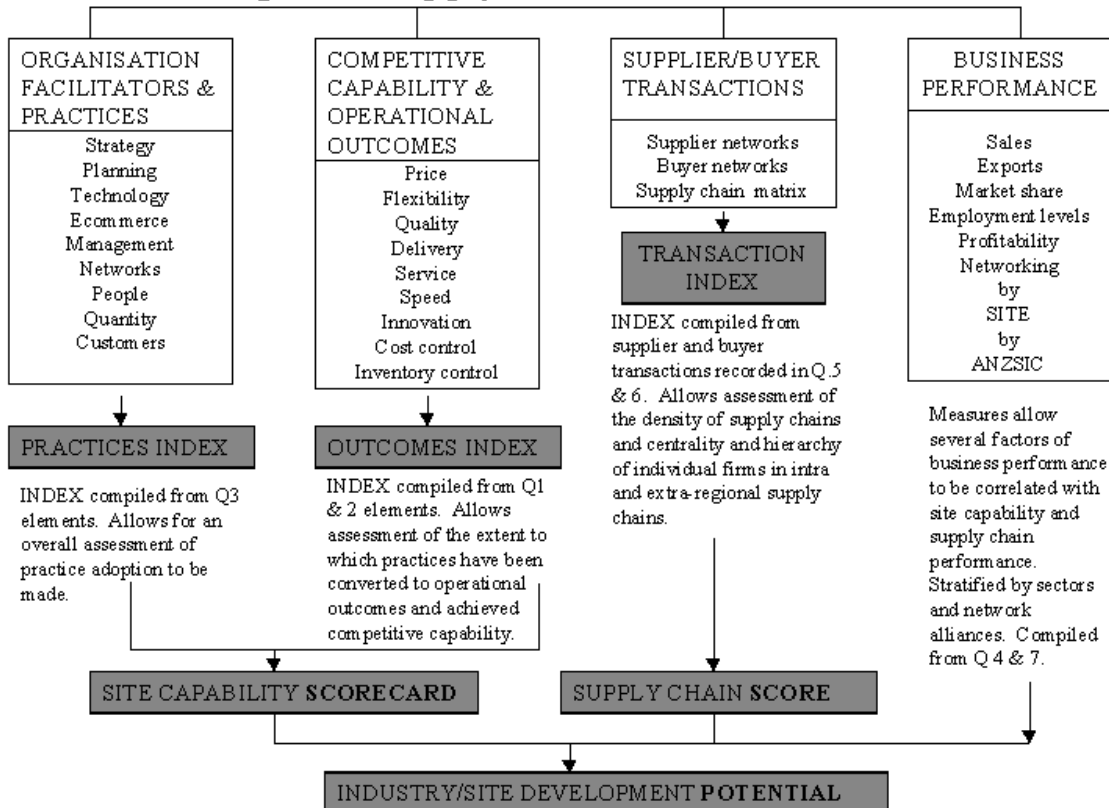 ORGANISATION
FACILITATORS &
PRACTICES
Strategy
Planning
Technology
Ecommerce
Management
Networks
People
Quantity
Customers
PRACTICES INDEX
INDEX compiled from Q3
elements. Allows for an
overall assessment of
practice adoption to be
made.
COMPETITIVE
CAPABILITY &
OPERATIONAL
OUTCOMES
Price
Flexibility
Quality
Delivery
Service
Speed
Innovation
Cost control
Inventory control
OUTCOMES INDEX
INDEX compiled from Q1
& 2 elements. Allows
assessment of the extent to
which practices have been
converted to operational
outcomes and achieved
competitive capability.
SUPPLIER/BUYER
TRANSACTIONS
Supplier networks
Buyer networks
Supply chain matrix
TRANSACTION
INDEX
INDEX compiled from
supplier and buyer
transactions recorded in Q.5
& 6. Allows assessment of
the density of supply chains
and centrality and hierarchy
of individual firms in intra
and extra-regional supply
chains.
BUSINESS
PERFORMANCE
Sales
Exports
Market share
Employment levels
Profitability
Networking
by
SITE
by
ANZSIC
Measures allow
several factors of
business performance
to be correlated with
site capability and
supply chain
performance.
Stratified by sectors
and network
alliances. Compiled
from Q 4 & 7.
SITE CAPABILITY SCORECARD
SUPPLY CHAIN SCORE
INDUSTRY/SITE DEVELOPMENT POTENTIAL